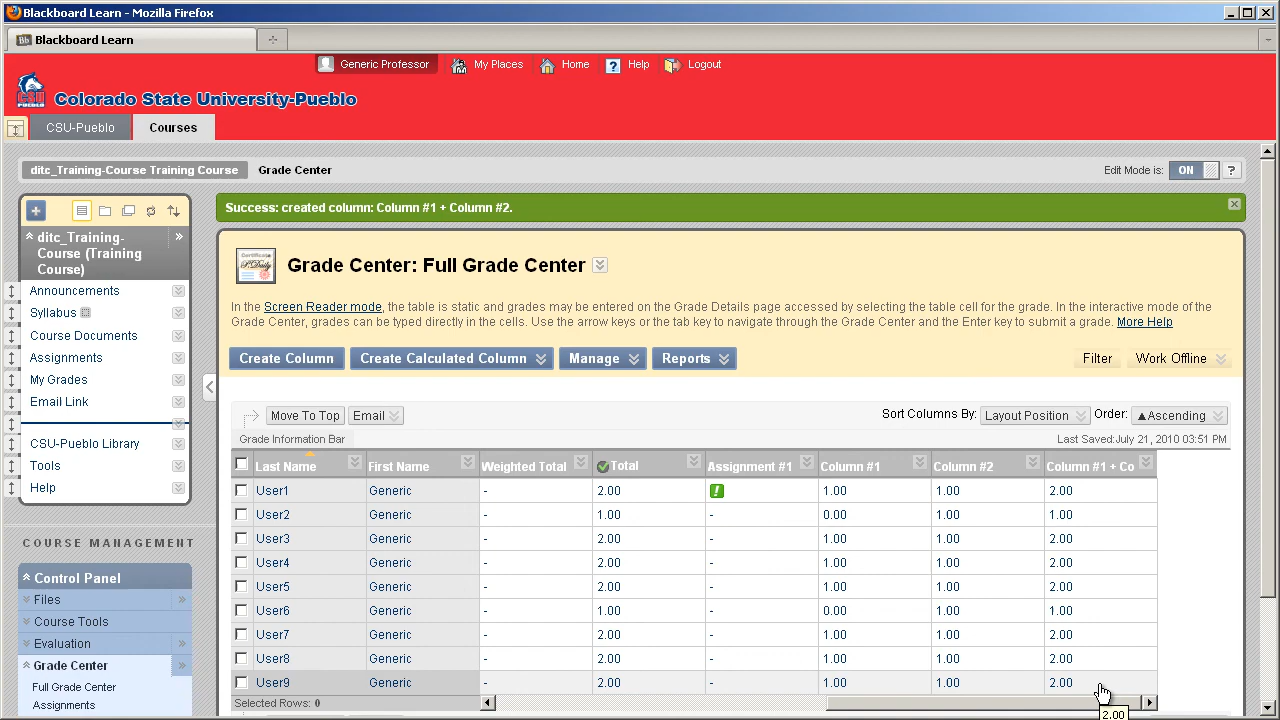 Blackboard Learn - Mozilla Firefox
Bb Blackboard Learn
Generic Professor My Places Home ? Help Logout
CSU PUEBLO Colorado State University-Pueblo
CSU-Pueblo Courses
ditc_Training-Course Training Course Grade Center Edit Mode is: ON ?
Success: created column: Column #1 + Column #2.
ditc_Training-
Course (Training
Course)
Announcements
Syllabus
Course Documents
Assignments
My Grades
Email Link
CSU-Pueblo Library
Tools
Help
COURSE MANAGEMENT
Control Panel
Files
Course Tools
Evaluation
Grade Center
Full Grade Center
Assignments
Grade Center: Full Grade Center
In the Screen Reader mode, the table is static and grades may be entered on the Grade Details page accessed by selecting the table cell for the grade. In the interactive mode of the
Grade Center, grades can be typed directly in the cells. Use the arrow keys or the tab key to navigate through the Grade center and the Enter key to submit a grade. More Help
Create Column Create Calculated Column Manage Reports Filter Work Offline
Move To Top Email Sort Columns By: Layout Position Order: ▲Ascending
Grade Information Bar Last Saved:July 21, 2010 03:51 PM
Last Name First Name Weighted Total Total Assignment #1 Column #1 Column #2 Column #1 + Co
User1 Generic - 2.00 ! 1.00 1.00 2.00
User2 Generic - 1.00 - 0.00 1.00 1.00
User3 Generic - 2.00 - 1.00 1.00 2.00
User4 Generic - 2.00 - 1.00 1.00 2.00
User5 Generic - 2.00 - 1.00 1.00 2.00
User6 Generic - 1.00 - 0.00 1.00 1.00
User7 Generic - 2.00 - 1.00 1.00 2.00
User8 Generic - 2.00 - 1.00 1.00 2.00
User9 Generic - 2.00 - 1.00 1.00 2.00
Selected Rows: 0
2.00